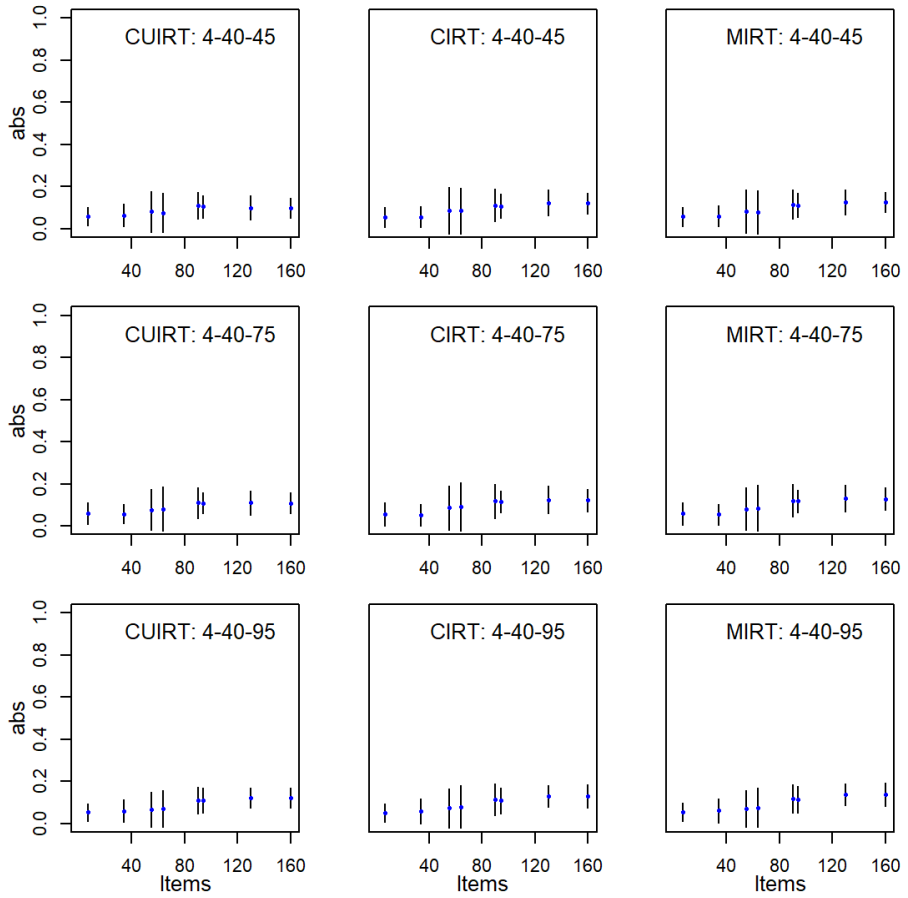 CUIRT: 4-40-45
CIRT: 4-40-45
MIRT: 4-40-45
abs
0.0 0.2 0.4 0.6 0.8 1.0
40 80 120 160
40 80 120 160
40 80 120 160
CUIRT: 4-40-75
CIRT: 4-40-75
MIRT: 4-40-75
abs
0.0 0.2 0.4 0.6 0.8 1.0
40 80 120 160
40 80 120 160
40 80 120 160
CUIRT: 4-40-95
CIRT: 4-40-95
MIRT: 4-40-95
abs
0.0 0.2 0.4 0.6 0.8 1.0
40 80 120 160
40 80 120 160
40 80 120 160
Items
Items
Items